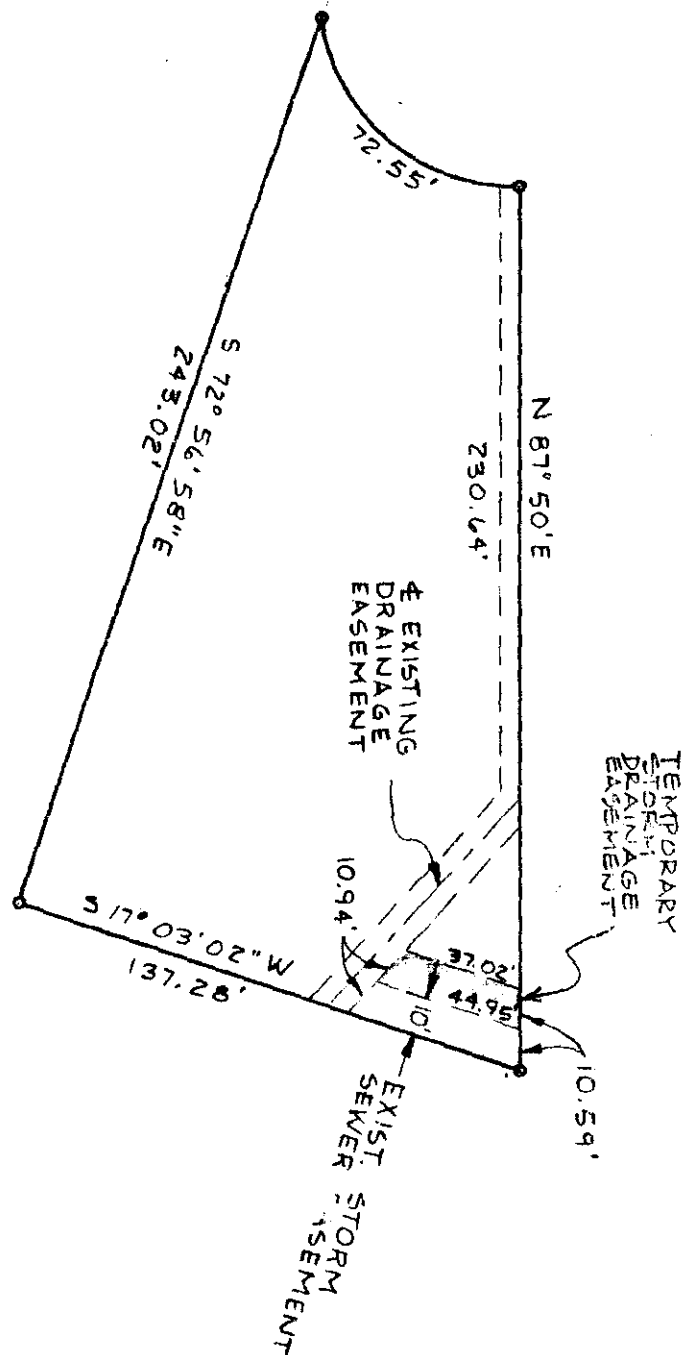 72.55'
N 87° 50' E
230.64'
S 72° 56' 58" E
243.02'
℄ EXISTING
DRAINAGE
EASEMENT
TEMPORARY
STORM
DRAINAGE
EASEMENT
10.94'
37.02'
44.95'
10'
10.59'
S 17° 03' 02" W
137.28'
EXIST. STORM
SEWER